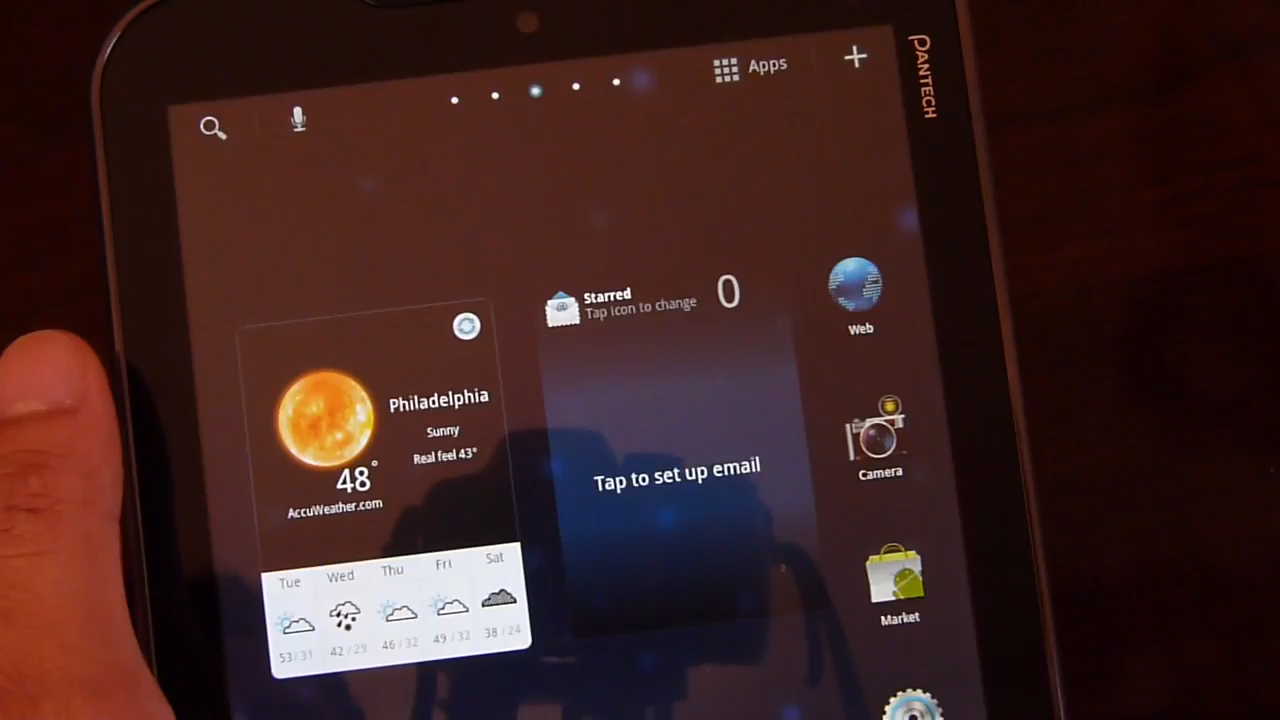 Apps
PANTECH
Starred
Tap icon to change
0
Web
Philadelphia
Sunny
Real feel 43°
48°
AccuWeather.com
Camera
Tap to set up email
Tue Wed Thu Fri Sat
53/31 42/29 46/32 49/32 38/24
Market